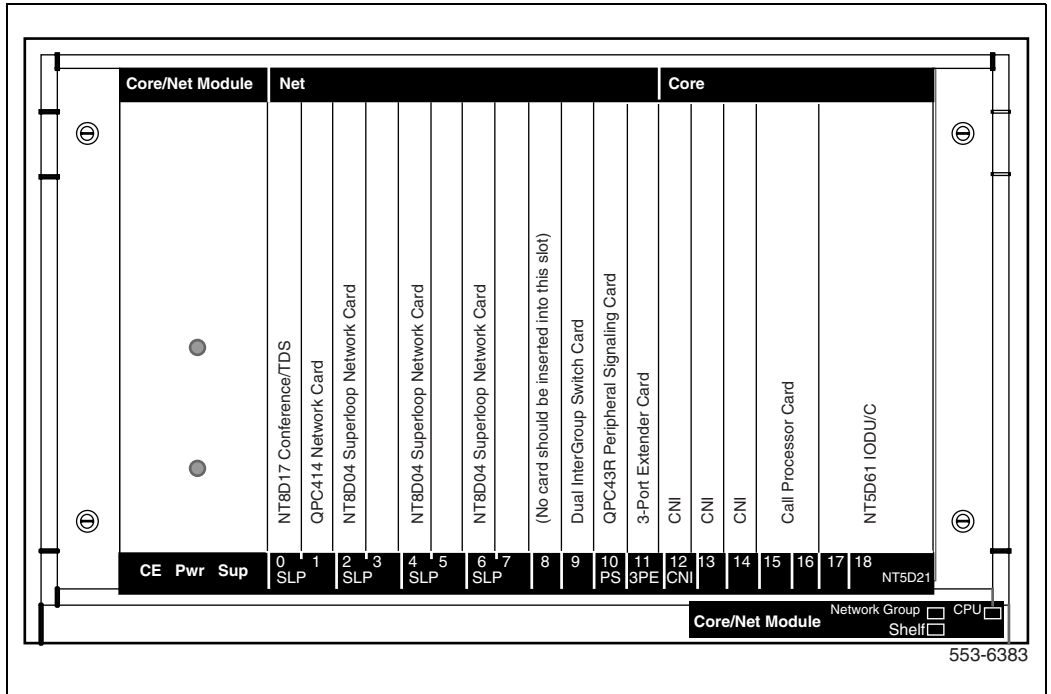 Core/Net Module Net Core
NT8D17 Conference/TDS
QPC414 Network Card
NT8D04 Superloop Network Card
NT8D04 Superloop Network Card
NT8D04 Superloop Network Card
(No card should be inserted into this slot)
Dual InterGroup Switch Card
QPC43R Peripheral Signaling Card
3-Port Extender Card
CNI
CNI
CNI
Call Processor Card
NT5D61 IODU/C
CE Pwr Sup
0 1 2 3 4 5 6 7 8 9 10 11 12 13 14 15 16 17 18
SLP SLP SLP SLP PS 3PE CNI NT5D21
Core/Net Module Network Group CPU
Shelf
553-6383